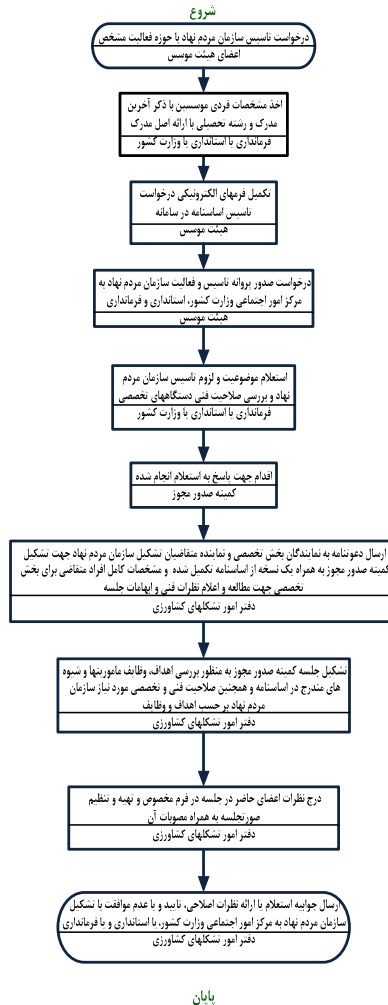 شروع
درخواست تاسیس سازمان مردم نهاد با حوزه فعالیت مشخص
اعضای هیئت موسس
اخذ مشخصات فردی موسسین با ذکر آخرین
مدرک و رشته تحصیلی با ارائه اصل مدرک
فرمانداری یا استانداری یا وزارت کشور
تکمیل فرمهای الکترونیکی درخواست
تاسیس اساسنامه در سامانه
هیئت موسس
درخواست صدور پروانه تاسیس و فعالیت سازمان مردم نهاد به
مرکز امور اجتماعی وزارت کشور، استانداری و فرمانداری
هیئت موسس
استعلام موضوعیت و لزوم تاسیس سازمان مردم
نهاد و بررسی صلاحیت فنی دستگاههای تخصصی
فرمانداری یا استانداری یا وزارت کشور
اقدام جهت پاسخ به استعلام انجام شده
کمیته صدور مجوز
ارسال دعوتنامه به نمایندگان بخش تخصصی و نماینده متقاضیان تشکیل سازمان مردم نهاد جهت تشکیل
کمیته صدور مجوز به همراه یک نسخه از اساسنامه تکمیل شده و مشخصات کامل افراد متقاضی برای بخش
تخصصی جهت مطالعه و اعلام نظرات فنی و ابهامات جلسه
دفتر امور تشکلهای کشاورزی
تشکیل جلسه کمیته صدور مجوز به منظور بررسی اهداف، وظایف ماموریتها و شیوه
های مندرج در اساسنامه و همچنین صلاحیت فنی و تخصصی مورد نیاز سازمان
مردم نهاد بر حسب اهداف و وظایف
دفتر امور تشکلهای کشاورزی
درج نظرات اعضای حاضر در جلسه در فرم مخصوص و تهیه و تنظیم
صورتجلسه به همراه مصوبات آن
دفتر امور تشکلهای کشاورزی
ارسال جوابیه استعلام با ارائه نظرات اصلاحی، تایید و یا عدم موافقت با تشکیل
سازمان مردم نهاد به مرکز امور اجتماعی وزارت کشور، یا استانداری و یا فرمانداری
دفتر امور تشکلهای کشاورزی
پایان